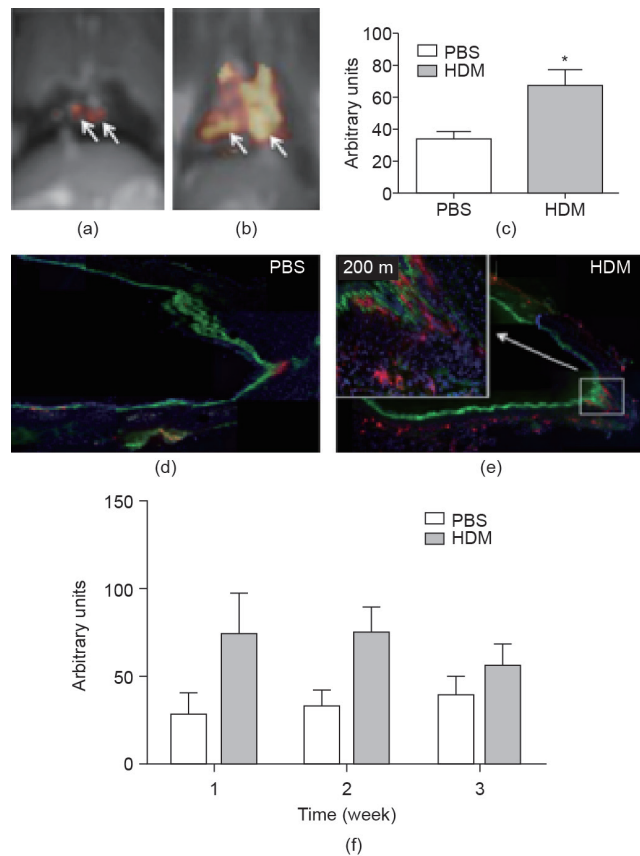 (a)
(b)
PBS
HDM
Arbitrary units
100
80
60
40
20
0
*
PBS
HDM
(c)
PBS
(d)
200 m
HDM
(e)
150
100
50
0
Arbitrary units
PBS
HDM
1
2
3
Time (week)
(f)